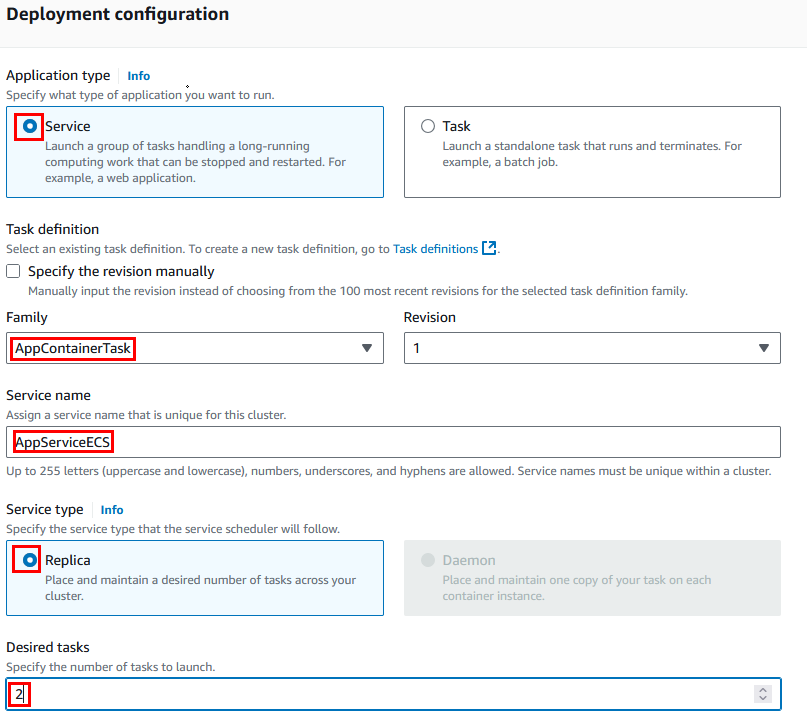 Deployment configuration
Application type Info
Specify what type of application you want to run.
Service
Launch a group of tasks handling a long-running
computing work that can be stopped and restarted. For
example, a web application.
Task
Launch a standalone task that runs and terminates. For
example, a batch job.
Task definition
Select an existing task definition. To create a new task definition, go to Task definitions.
Specify the revision manually
Manually input the revision instead of choosing from the 100 most recent revisions for the selected task definition family.
Family
AppContainerTask
Revision
1
Service name
Assign a service name that is unique for this cluster.
AppServiceECS
Up to 255 letters (uppercase and lowercase), numbers, underscores, and hyphens are allowed. Service names must be unique within a cluster.
Service type Info
Specify the service type that the service scheduler will follow.
Replica
Place and maintain a desired number of tasks across your
cluster.
Daemon
Place and maintain one copy of your task on each
container instance.
Desired tasks
Specify the number of tasks to launch.
2